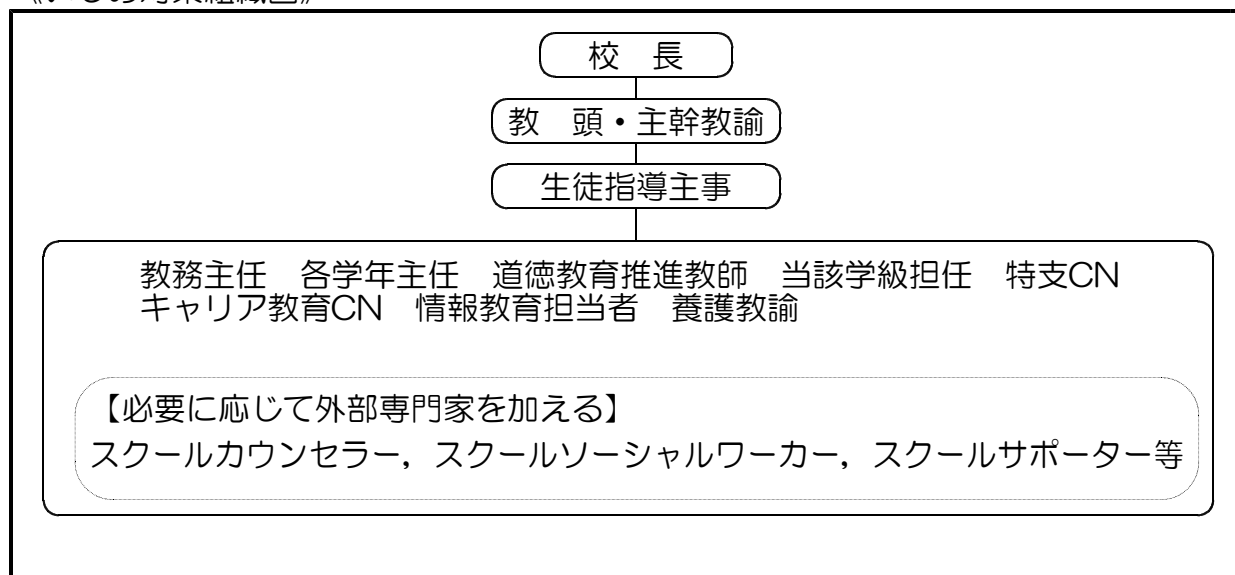 校　長
教　頭・主幹教諭
生徒指導主事
教務主任　各学年主任　道徳教育推進教師　当該学級担任　特支CN
キャリア教育CN　情報教育担当者　養護教諭
【必要に応じて外部専門家を加える】
スクールカウンセラー，スクールソーシャルワーカー，スクールサポーター等